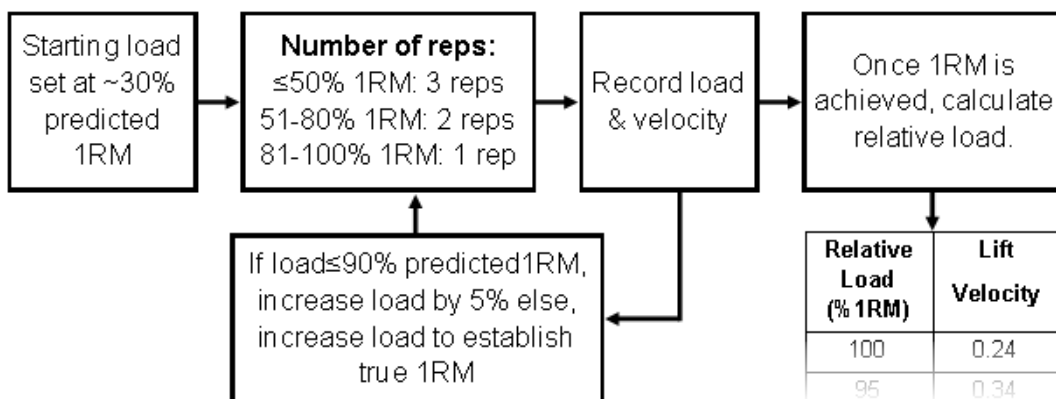 Starting load
set at ~30%
predicted
1RM
Number of reps:
≤50% 1RM: 3 reps
51-80% 1RM: 2 reps
81-100% 1RM: 1 rep
Record load
& velocity
Once 1RM is
achieved, calculate
relative load.
If load≤90% predicted1RM,
increase load by 5% else,
increase load to establish
true 1RM
Relative
Load
(%1RM)
Lift
Velocity
100 0.24
95 0.34